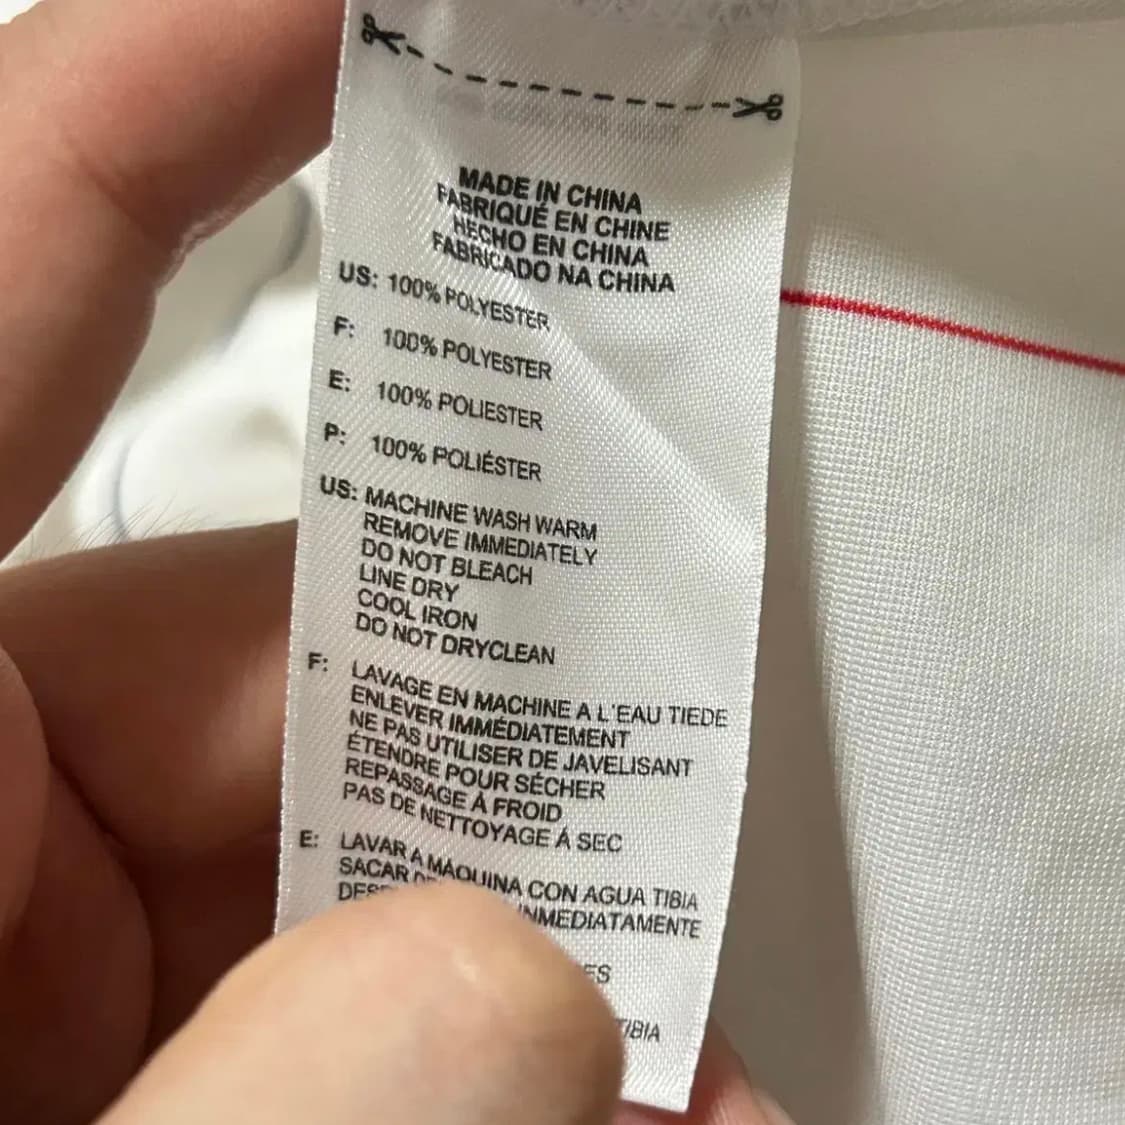 MADE IN CHINA
FABRIQUÉ EN CHINE
HECHO EN CHINA
FABRICADO NA CHINA
US: 100% POLYESTER
F: 100% POLYESTER
E: 100% POLIESTER
P: 100% POLIÉSTER
US: MACHINE WASH WARM
REMOVE IMMEDIATELY
DO NOT BLEACH
LINE DRY
COOL IRON
DO NOT DRYCLEAN
F: LAVAGE EN MACHINE A L'EAU TIEDE
ENLEVER IMMÉDIATEMENT
NE PAS UTILISER DE JAVELISANT
ÉTENDRE POUR SÉCHER
REPASSAGE À FROID
PAS DE NETTOYAGE À SEC
E: LAVAR A MÁQUINA CON AGUA TIBIA
SACAR
INMEDIATAMENTE
TIBIA